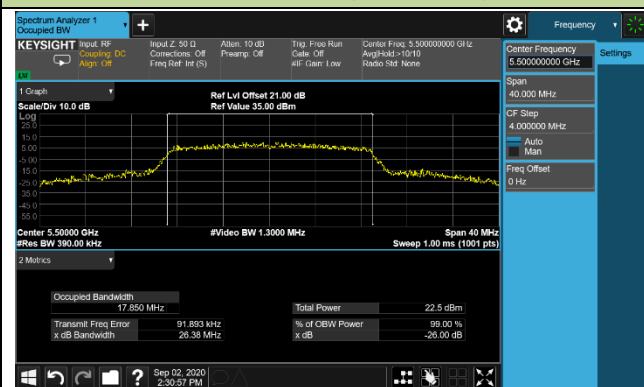 Spectrum Analyzer 1
Occupied BW
+
Frequency
KEYSIGHT
Input: RF
Coupling: DC
Align: Off
Input Z: 50 Ω
Corrections: Off
Freq Ref: Int (S)
Atten: 10 dB
Preamp: Off
Trig: Free Run
Gate: Off
#IF Gain: Low
Center Freq: 5.500000000 GHz
Avg|Hold:>10/10
Radio Std: None
LXI
Center Frequency
5.500000000 GHz
Settings
Span
40.000 MHz
CF Step
4.000000 MHz
Auto
Man
Freq Offset
0 Hz
1 Graph
Scale/Div 10.0 dB
Ref Lvl Offset 21.00 dB
Ref Value 35.00 dBm
Log
25.0
15.0
5.00
-5.00
-15.0
-25.0
-35.0
-45.0
-55.0
Center 5.50000 GHz
#Res BW 390.00 kHz
#Video BW 1.3000 MHz
Span 40 MHz
Sweep 1.00 ms (1001 pts)
2 Metrics
Occupied Bandwidth
17.850 MHz
Total Power 22.5 dBm
Transmit Freq Error 91.893 kHz
% of OBW Power 99.00 %
x dB Bandwidth 26.38 MHz
x dB -26.00 dB
?
Sep 02, 2020
2:30:57 PM